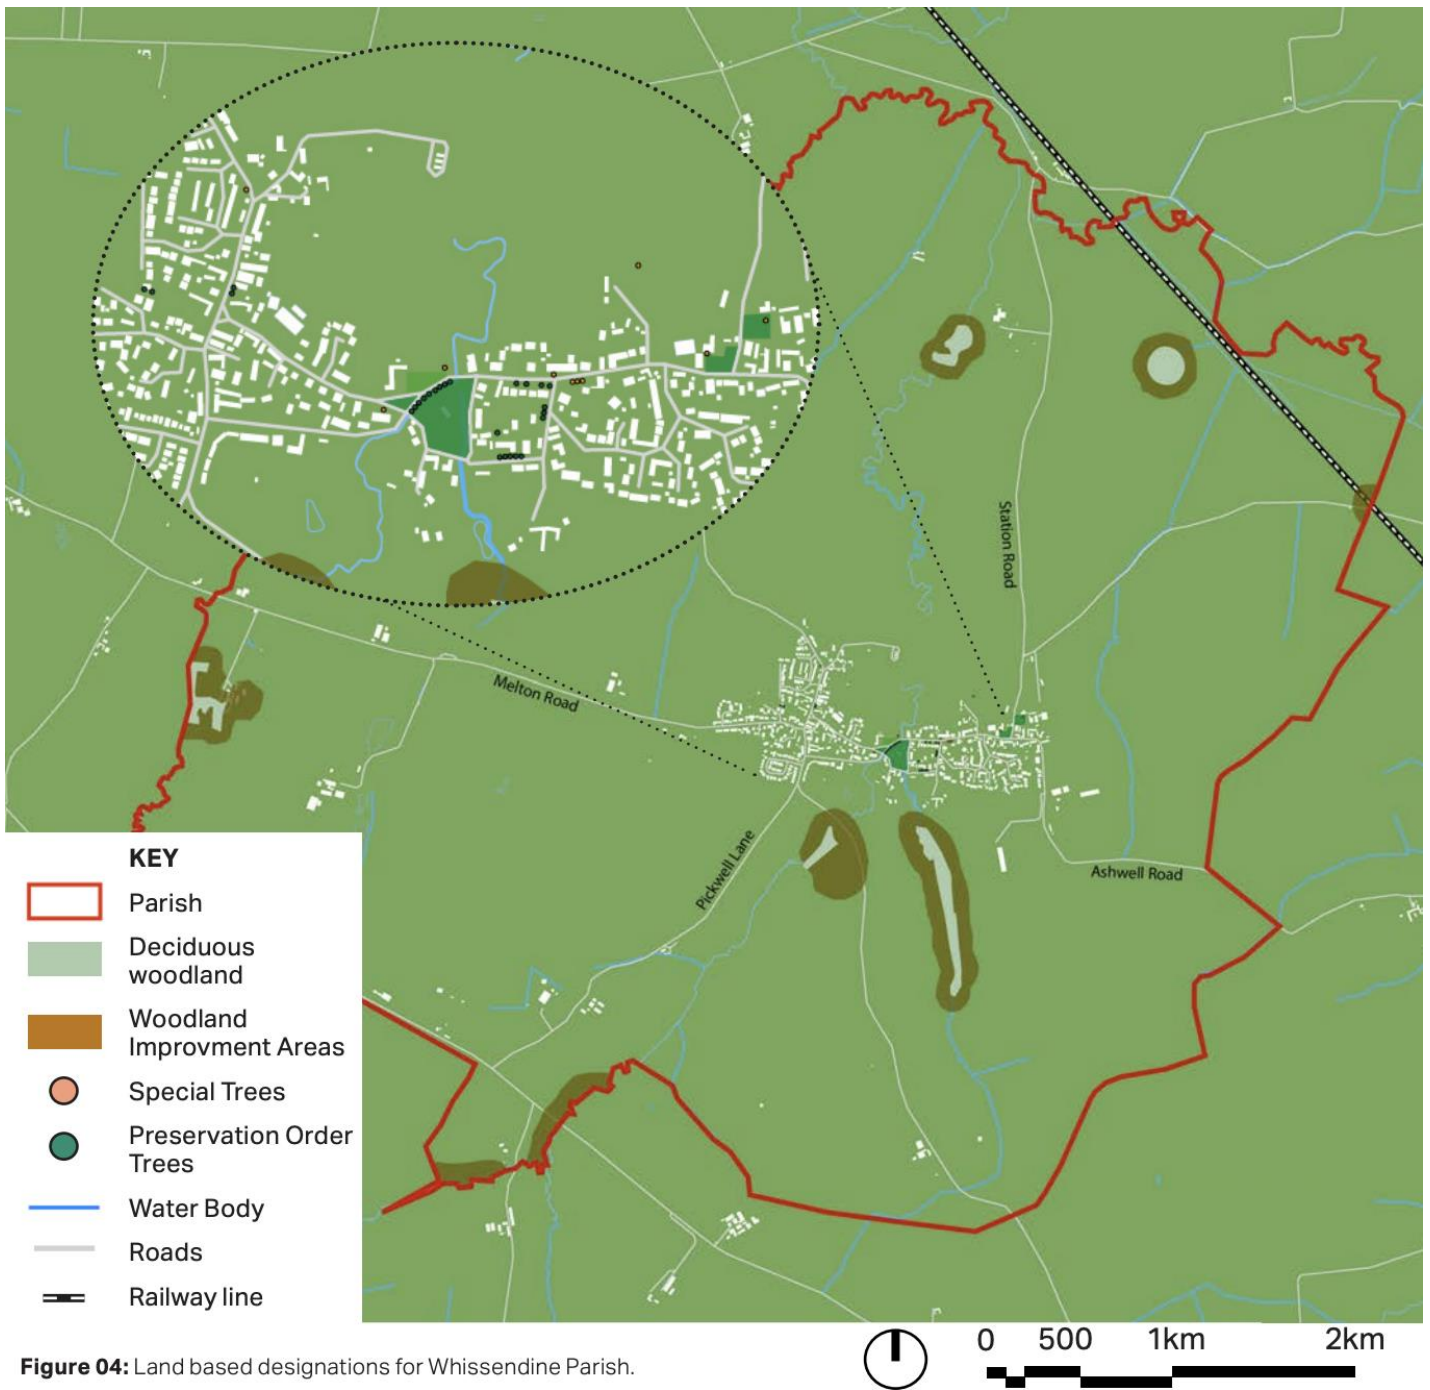 Station Road
Melton Road
Pickwell Lane
Ashwell Road
KEY
Parish
Deciduous
woodland
Woodland
Improvment Areas
Special Trees
Preservation Order
Trees
Water Body
Roads
Railway line
0 500 1km 2km
Figure 04: Land based designations for Whissendine Parish.